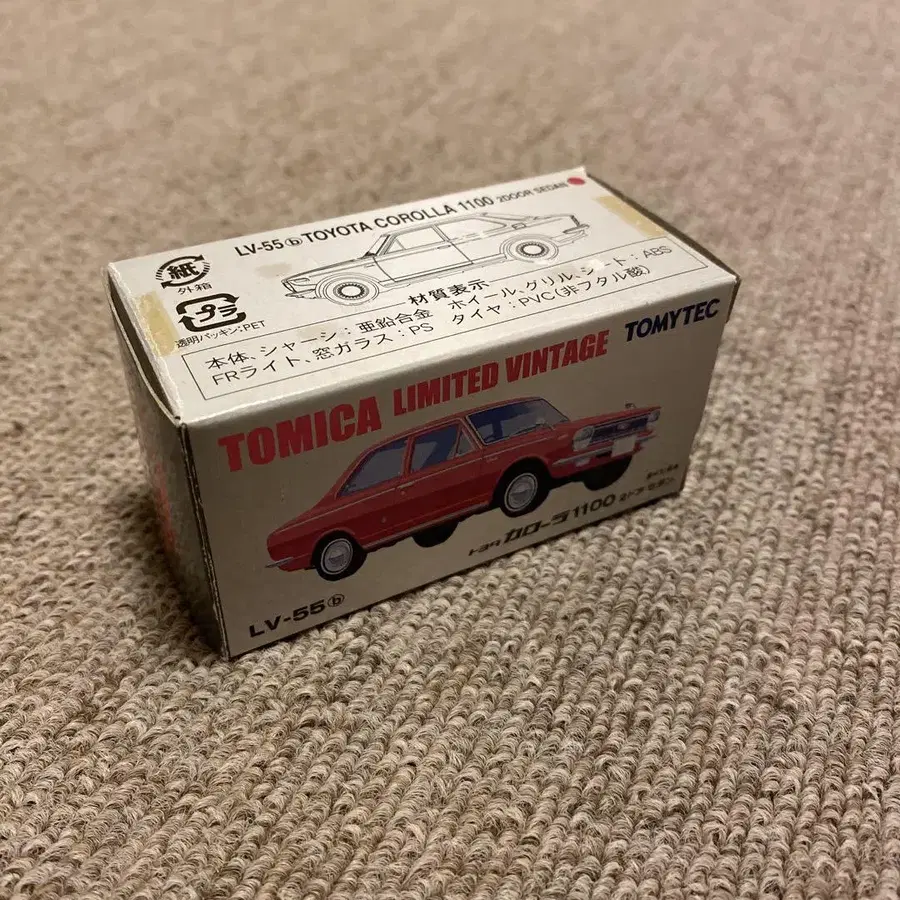 LV-55ⓑ TOYOTA COROLLA 1100 2DOOR SEDAN
紙
外箱
プラ
透明パッキン:PET
材質表示
本体、シャーシ:亜鉛合金 ホイール、グリル、シート:ABS
FRライト、窓ガラス:PS タイヤ:PVC(非フタル酸)
TOMICA LIMITED VINTAGE TOMYTEC
トヨタ カローラ1100 2ドア セダン
LV-55ⓑ